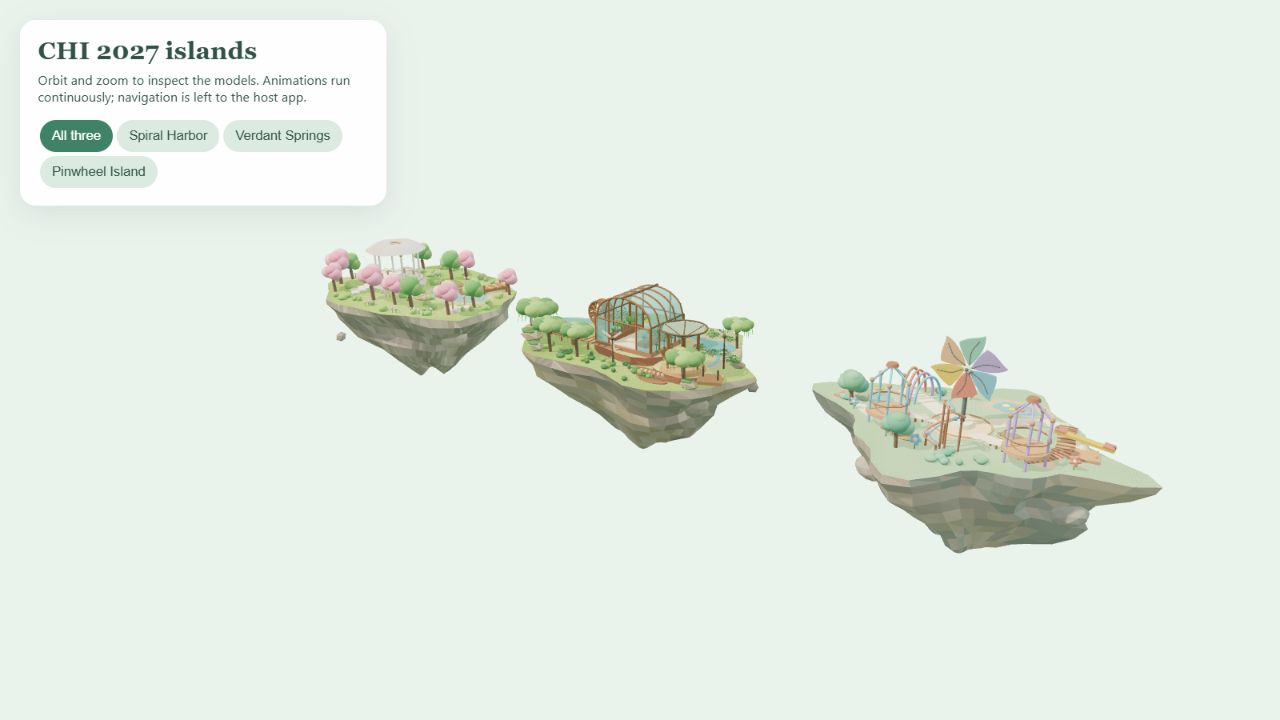 CHI 2027 islands
Orbit and zoom to inspect the models. Animations run
continuously; navigation is left to the host app.
All three
Spiral Harbor
Verdant Springs
Pinwheel Island